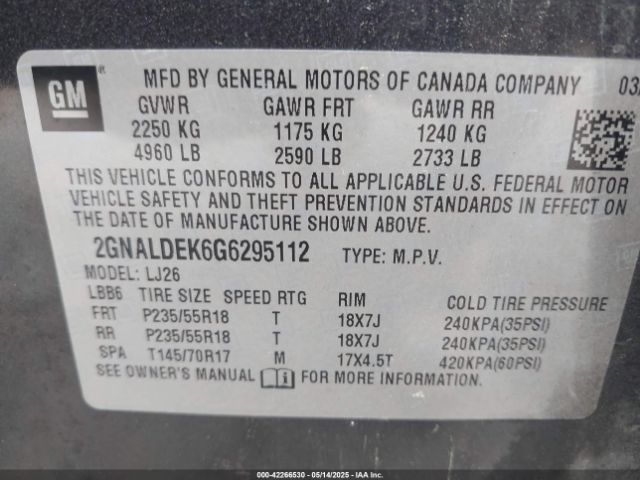 GM
MFD BY GENERAL MOTORS OF CANADA COMPANY 03/
GVWR GAWR FRT GAWR RR
2250 KG 1175 KG 1240 KG
4960 LB 2590 LB 2733 LB
THIS VEHICLE CONFORMS TO ALL APPLICABLE U.S. FEDERAL MOTOR
VEHICLE SAFETY AND THEFT PREVENTION STANDARDS IN EFFECT ON
THE DATE OF MANUFACTURE SHOWN ABOVE.
2GNALDEK6G6295112 TYPE: M.P.V.
MODEL: LJ26
LBB6 TIRE SIZE SPEED RTG RIM COLD TIRE PRESSURE
FRT P235/55R18 T 18X7J 240KPA(35PSI)
RR P235/55R18 T 18X7J 240KPA(35PSI)
SPA T145/70R17 M 17X4.5T 420KPA(60PSI)
SEE OWNER'S MANUAL FOR MORE INFORMATION.
000-42266530 - 05/14/2025 - IAAI.COM